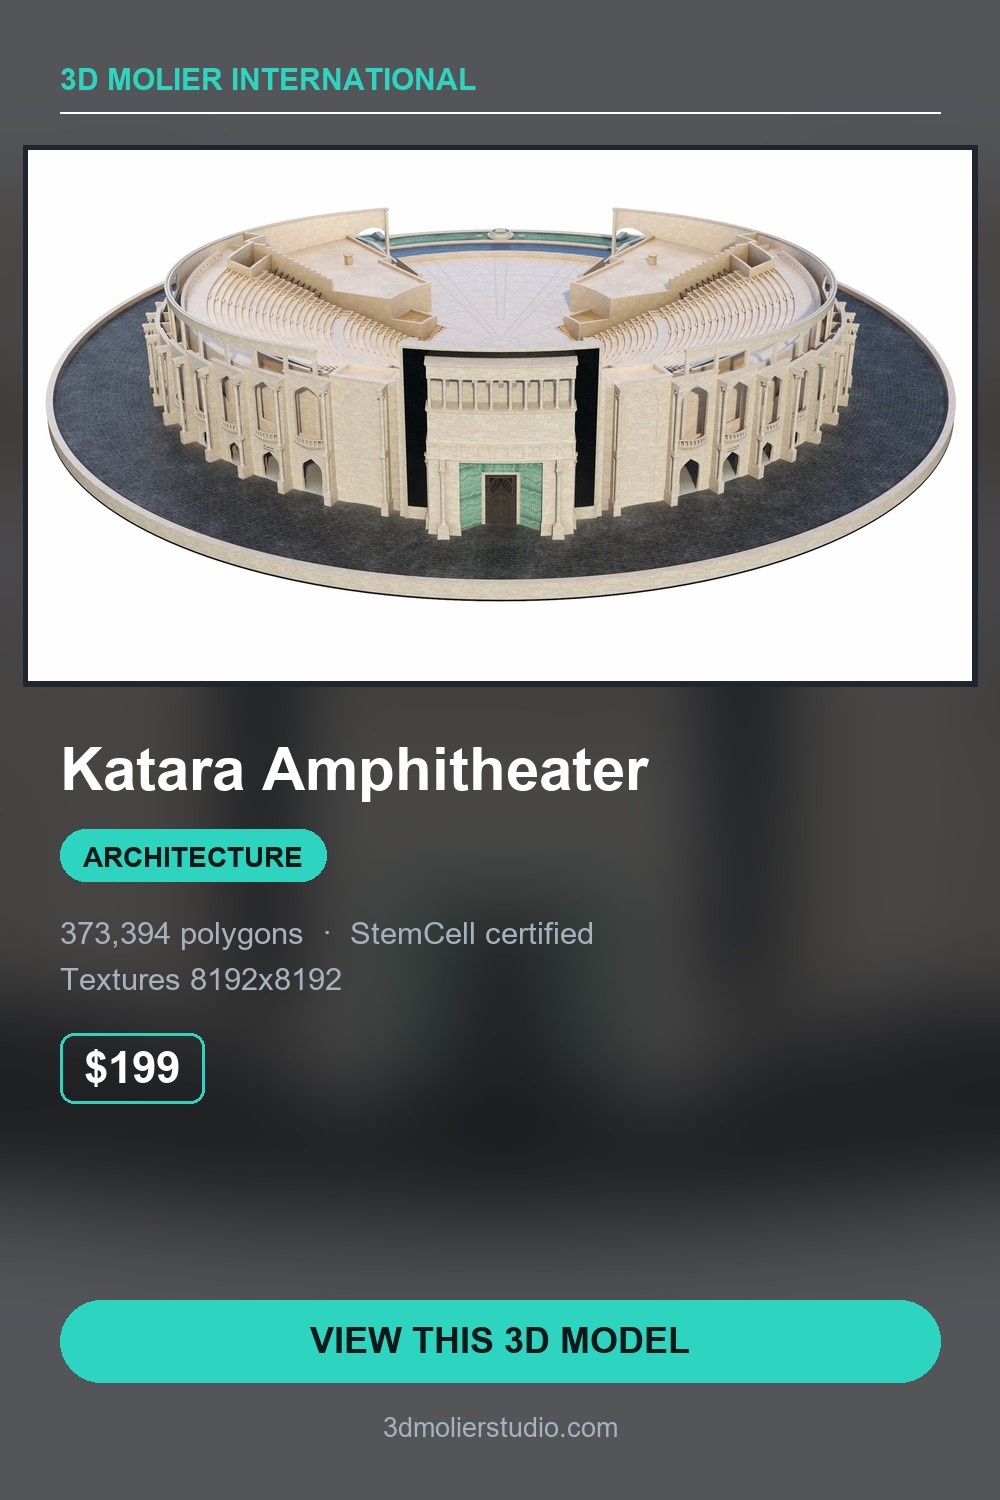 3D MOLIER INTERNATIONAL
Katara Amphitheater
ARCHITECTURE
373,394 polygons · StemCell certified
Textures 8192x8192
$199
VIEW THIS 3D MODEL
3dmolierstudio.com